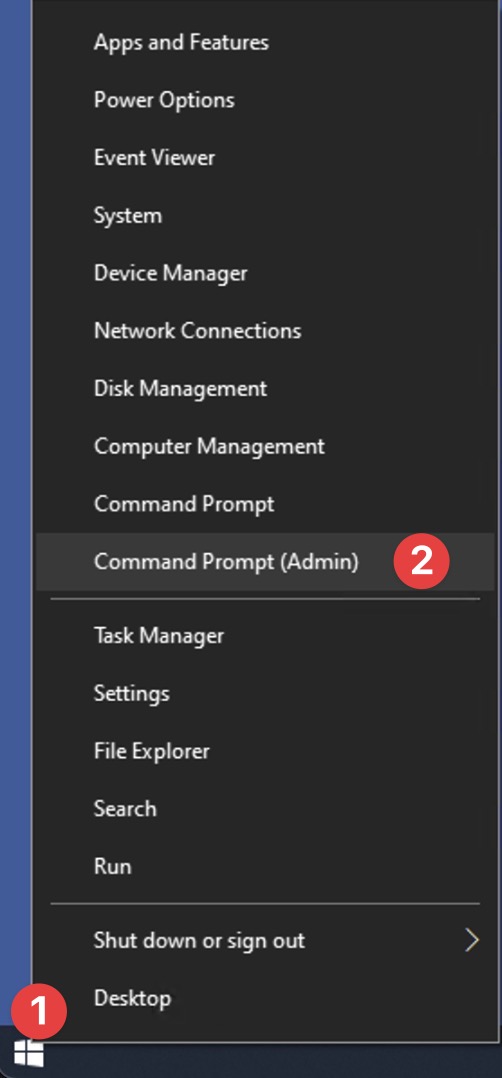 Apps and Features
Power Options
Event Viewer
System
Device Manager
Network Connections
Disk Management
Computer Management
Command Prompt
Command Prompt (Admin) 2
Task Manager
Settings
File Explorer
Search
Run
Shut down or sign out
Desktop
1